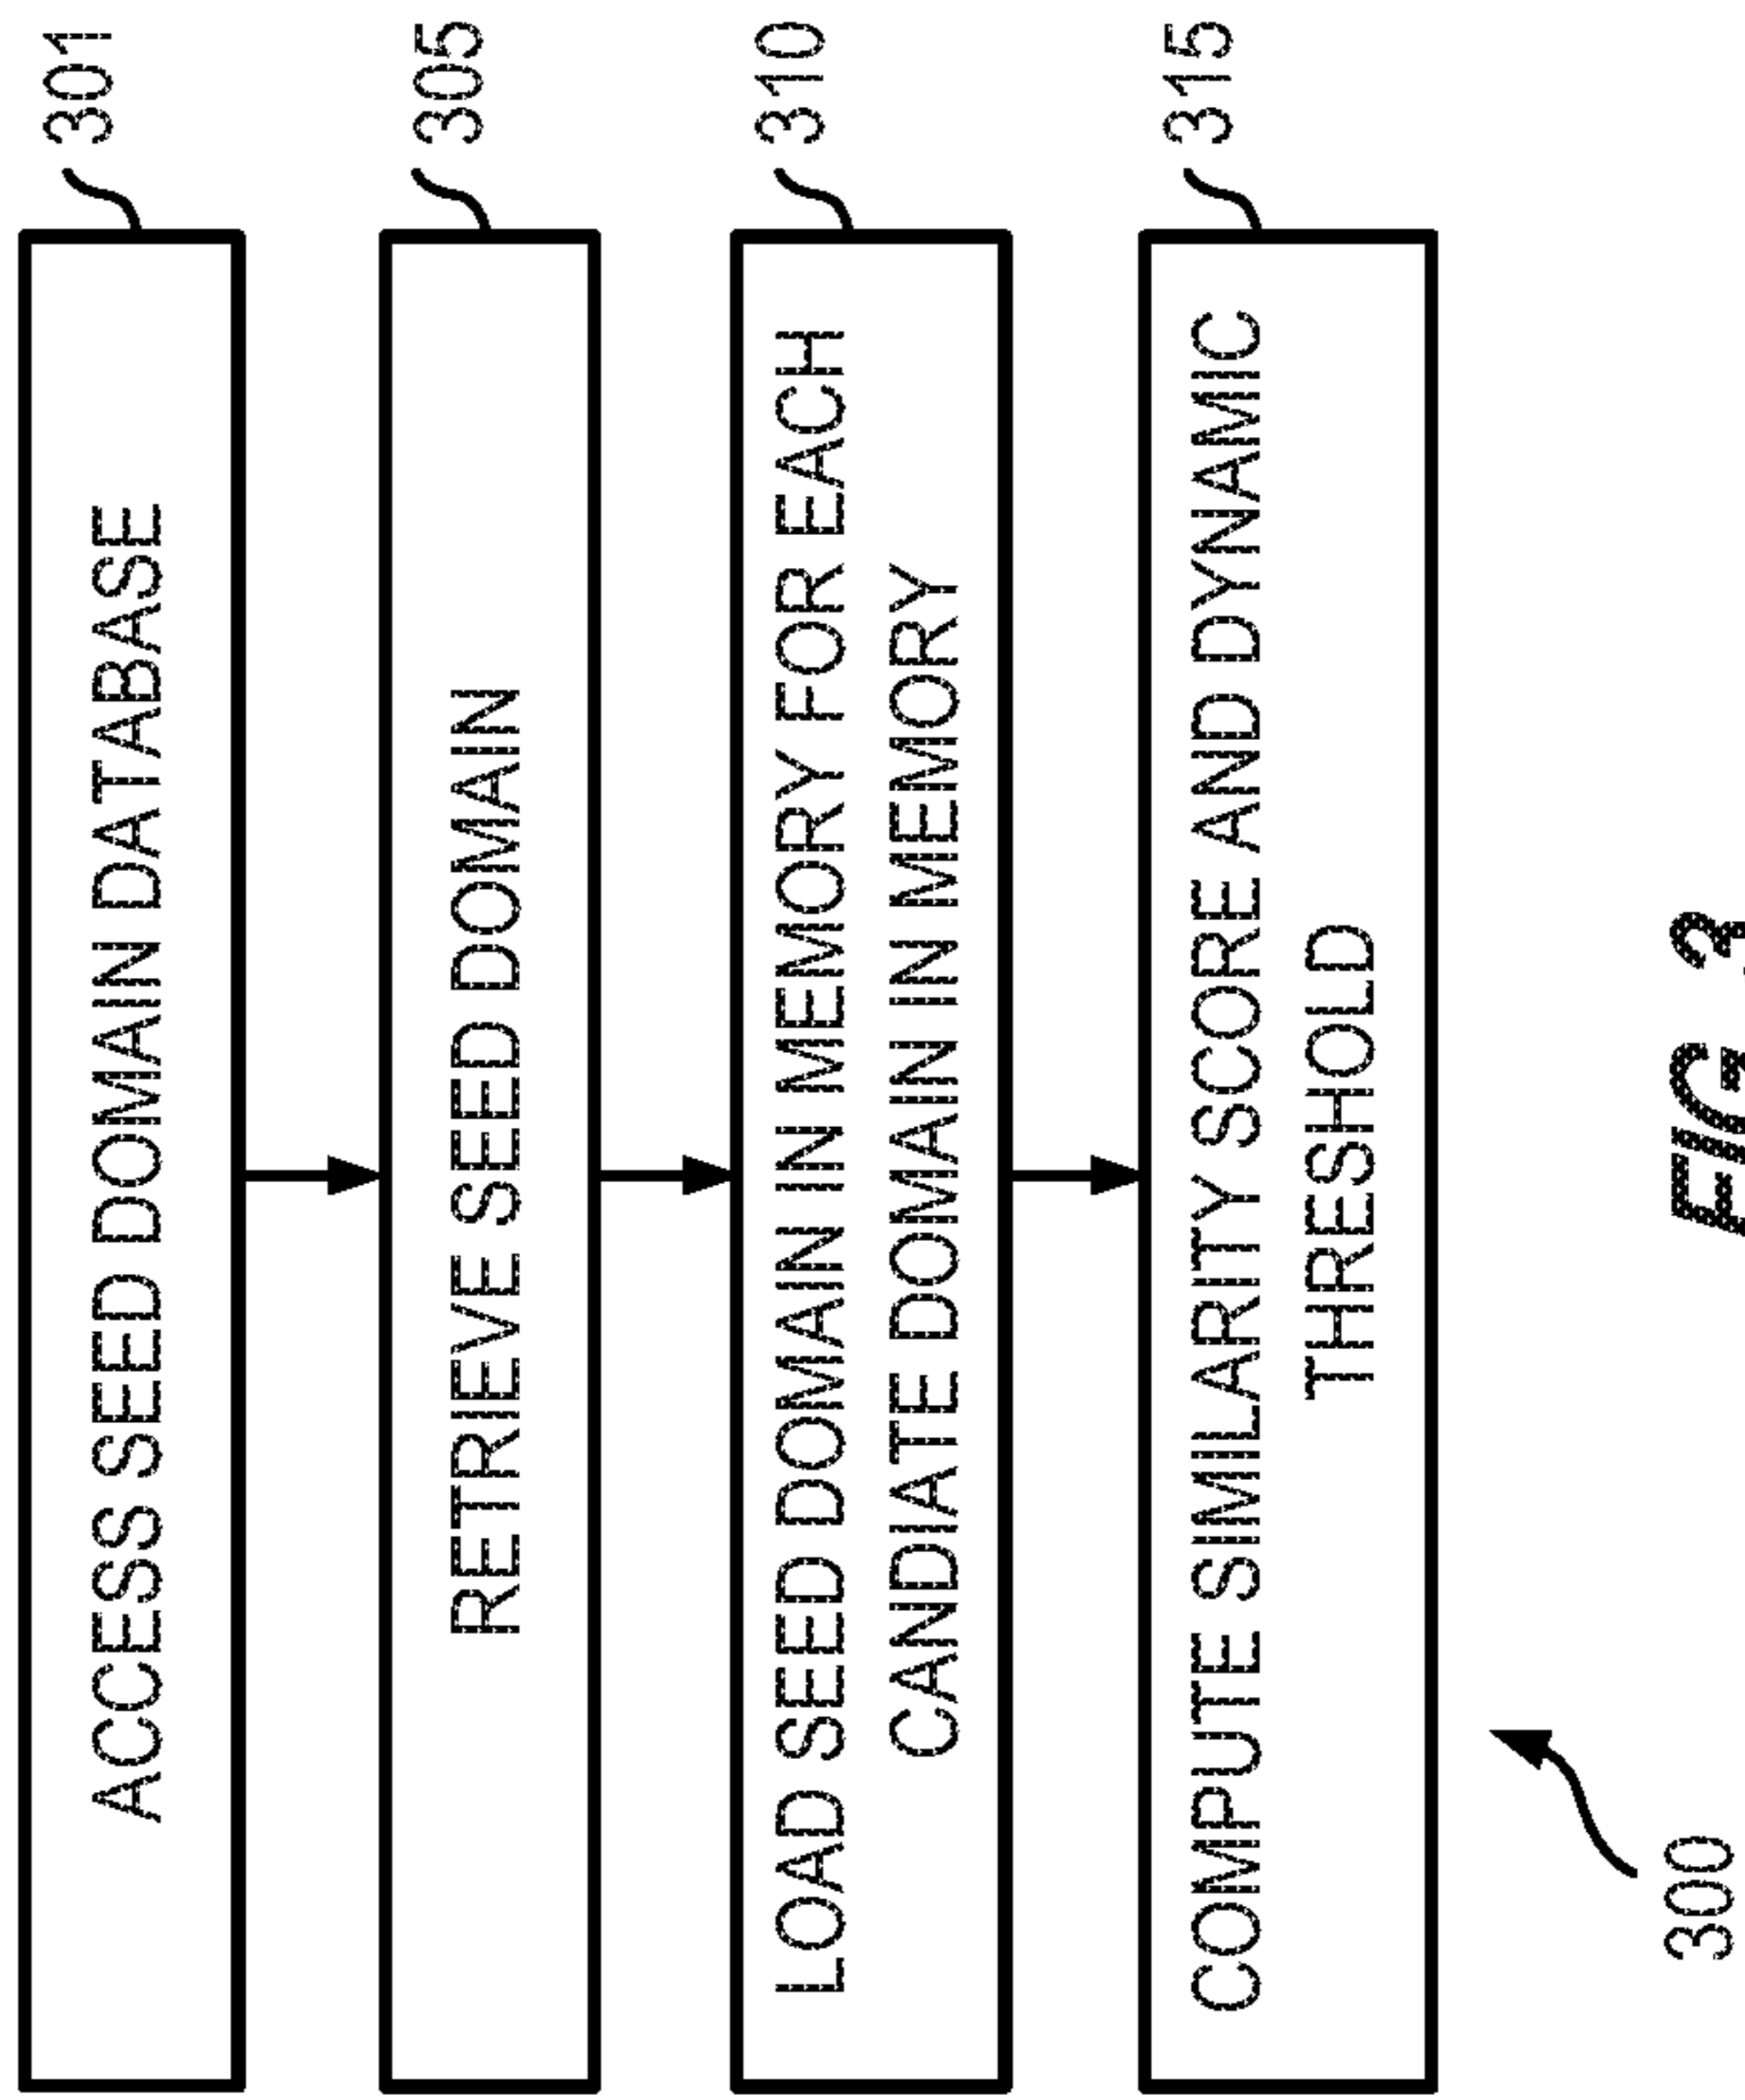 ACCESS SEED DOMAIN DATABASE
301
RETRIEVE SEED DOMAIN
305
LOAD SEED DOMAIN IN MEMORY FOR EACH
CANDIATE DOMAIN IN MEMORY
310
COMPUTE SIMILARITY SCORE AND DYNAMIC
THRESHOLD
315
300
FIG. 3